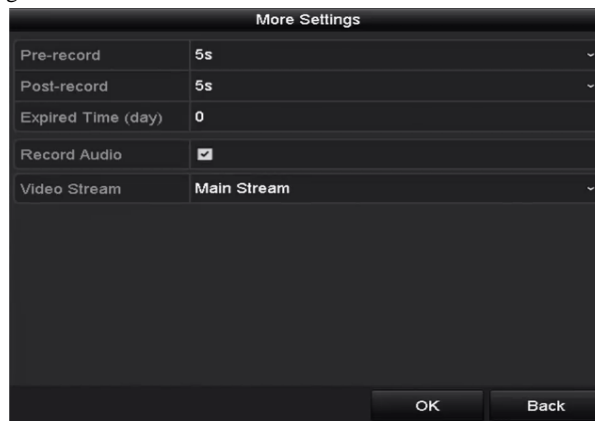 More Settings
Pre-record 5s
Post-record 5s
Expired Time (day) 0
Record Audio
Video Stream Main Stream
OK Back